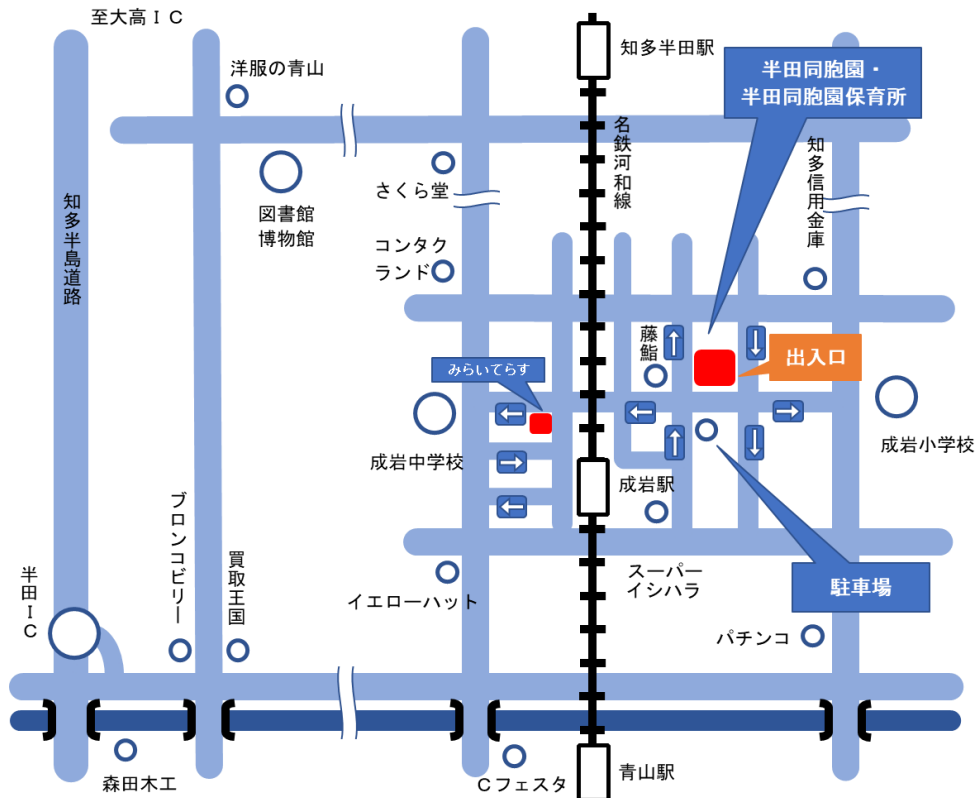 至大高ＩＣ
知多半田駅
洋服の青山
半田同胞園・
半田同胞園保育所
名鉄河和線
知多信用金庫
さくら堂
図書館
博物館
知多半島道路
コンタク
ランド
藤鮨
みらいてらす
出入口
成岩中学校
成岩小学校
成岩駅
ブロンコビリー
買取王国
半田ＩＣ
イエローハット
スーパー
イシハラ
駐車場
パチンコ
森田木工
Ｃフェスタ
青山駅